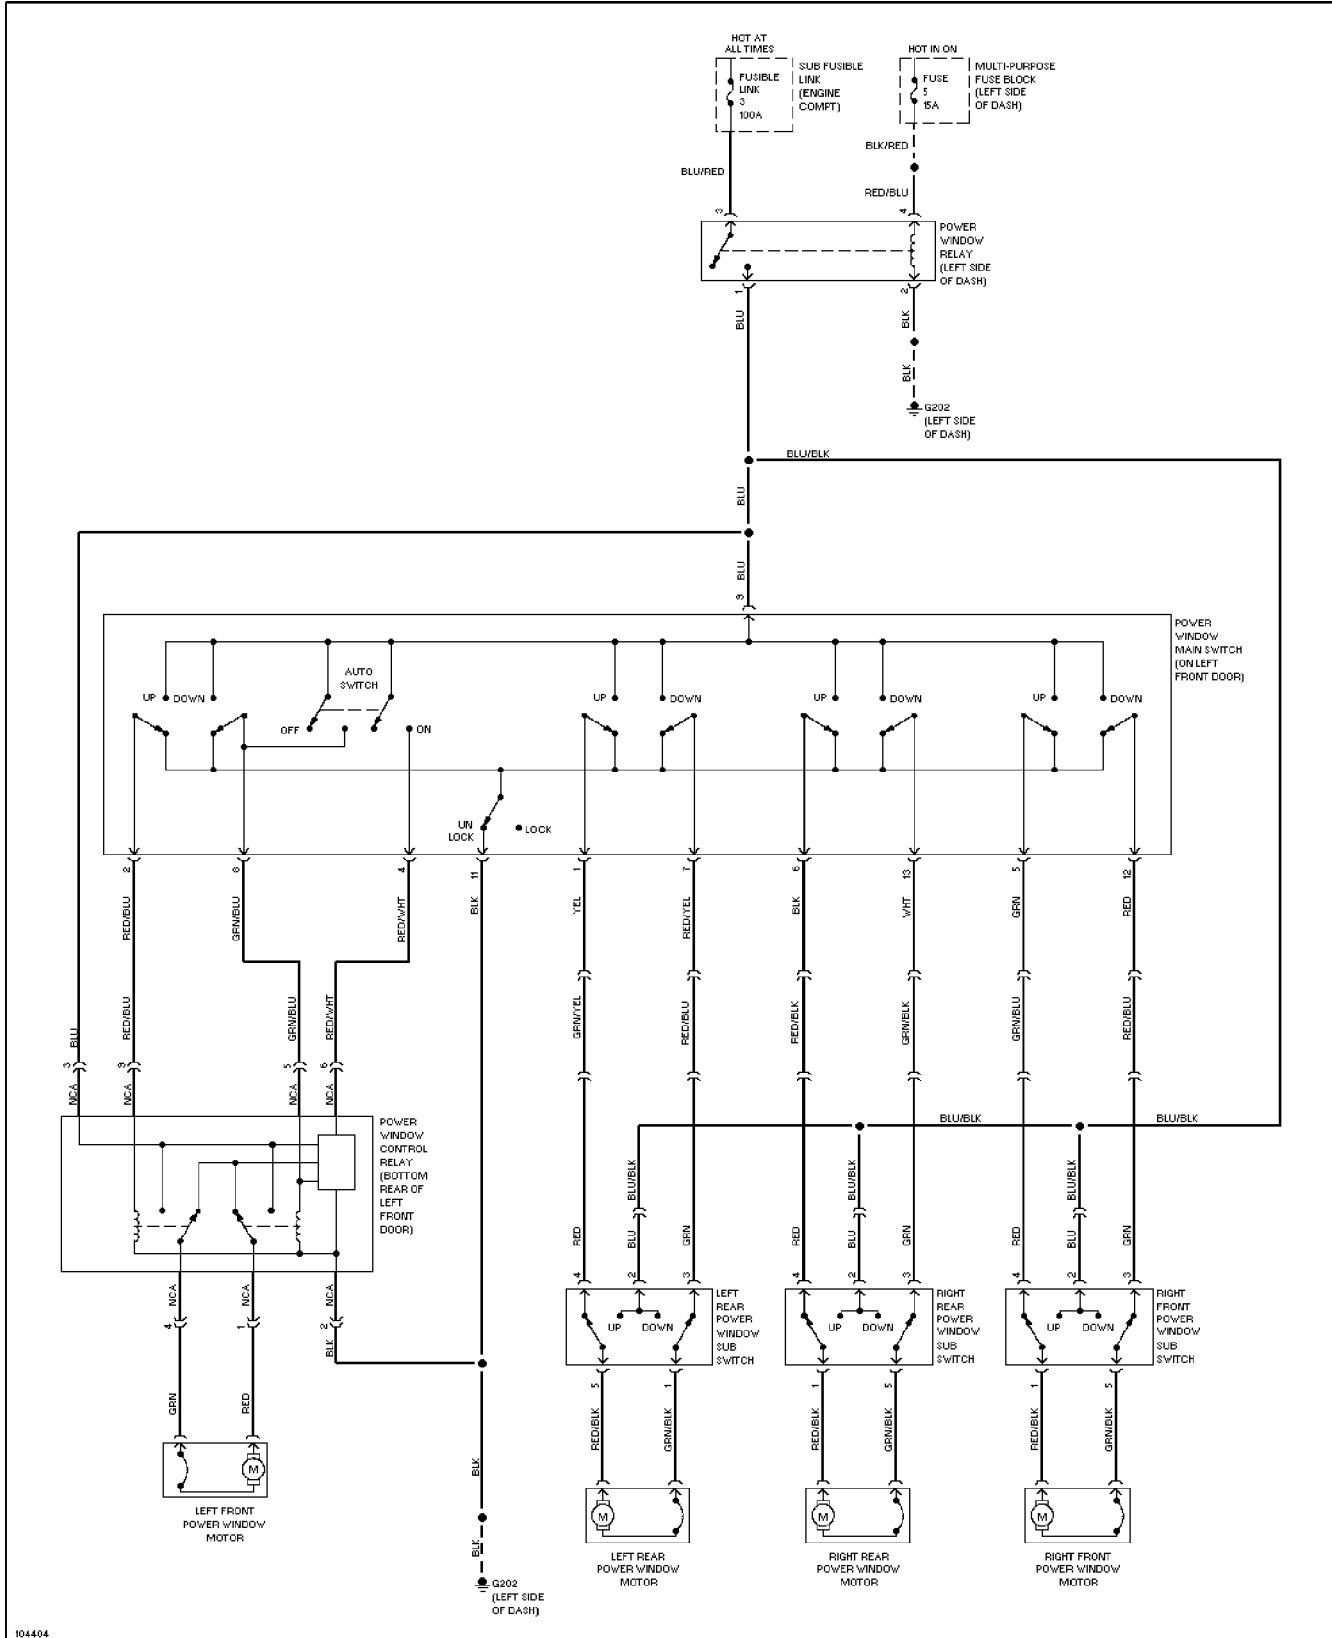 HOT AT
ALL TIMES
HOT IN ON
FUSIBLE
LINK
3
100A
SUB FUSIBLE
LINK
(ENGINE
COMPT)
FUSE
5
15A
MULTI-PURPOSE
FUSE BLOCK
(LEFT SIDE
OF DASH)
BLK/RED
BLU/RED
RED/BLU
3
4
POWER
WINDOW
RELAY
(LEFT SIDE
OF DASH)
1
2
BLU
BLK
BLK
G202
(LEFT SIDE
OF DASH)
BLU/BLK
BLU
BLU
9
POWER
WINDOW
MAIN SWITCH
(ON LEFT
FRONT DOOR)
AUTO
SWITCH
UP
DOWN
OFF
ON
UP
DOWN
UP
DOWN
UP
DOWN
UN
LOCK
LOCK
2
8
4
11
1
7
6
13
5
12
RED/BLU
GRN/BLU
RED/WHT
BLK
YEL
RED/YEL
BLK
WHT
GRN
RED
BLU
RED/BLU
GRN/BLU
RED/WHT
GRN/YEL
RED/BLU
RED/BLK
GRN/BLK
GRN/BLU
RED/BLU
3
9
5
6
NCA
NCA
NCA
NCA
POWER
WINDOW
CONTROL
RELAY
(BOTTOM
REAR OF
LEFT
FRONT
DOOR)
BLU/BLK
BLU/BLK
BLU/BLK
BLU/BLK
BLU/BLK
RED
BLU
GRN
RED
BLU
GRN
RED
BLU
GRN
4
2
3
4
2
3
4
2
3
NCA
NCA
NCA
4
1
2
BLK
UP
DOWN
LEFT
REAR
POWER
WINDOW
SUB
SWITCH
UP
DOWN
RIGHT
REAR
POWER
WINDOW
SUB
SWITCH
UP
DOWN
RIGHT
FRONT
POWER
WINDOW
SUB
SWITCH
5
1
1
5
1
5
GRN
RED
RED/BLK
GRN/BLK
RED/BLK
GRN/BLK
RED/BLK
GRN/BLK
BLK
M
M
M
M
LEFT FRONT
POWER WINDOW
MOTOR
BLK
LEFT REAR
POWER WINDOW
MOTOR
RIGHT REAR
POWER WINDOW
MOTOR
RIGHT FRONT
POWER WINDOW
MOTOR
G202
(LEFT SIDE
OF DASH)
104404